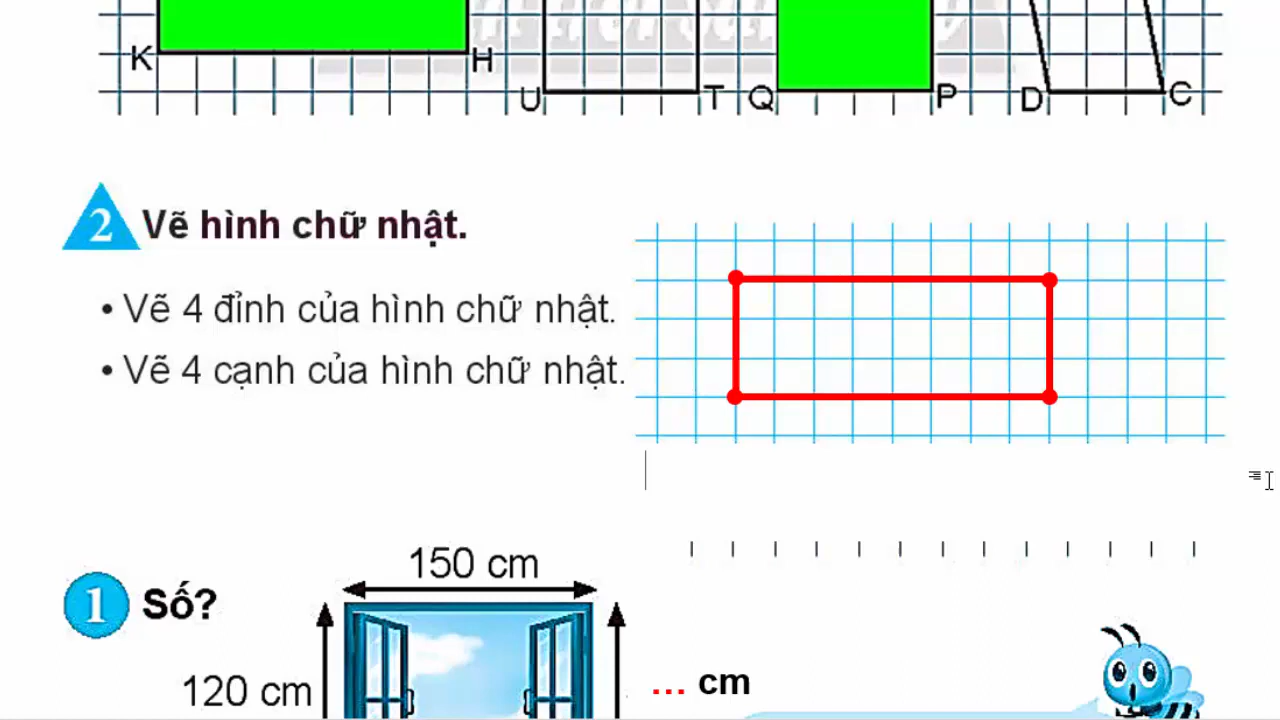 K H U T Q P D C
2 Vẽ hình chữ nhật.
• Vẽ 4 đỉnh của hình chữ nhật.
• Vẽ 4 cạnh của hình chữ nhật.
150 cm
1 Số?
120 cm
... cm